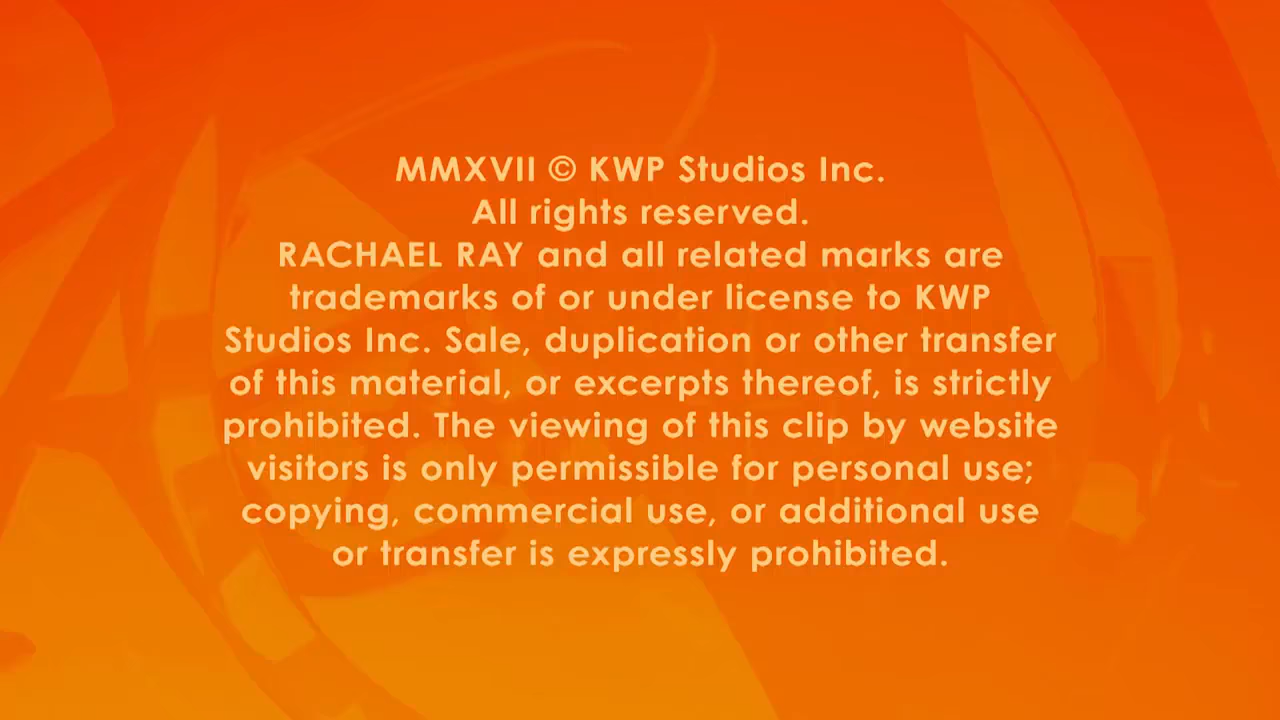 MMXVII © KWP Studios Inc.
All rights reserved.
RACHAEL RAY and all related marks are
trademarks of or under license to KWP
Studios Inc. Sale, duplication or other transfer
of this material, or excerpts thereof, is strictly
prohibited. The viewing of this clip by website
visitors is only permissible for personal use;
copying, commercial use, or additional use
or transfer is expressly prohibited.